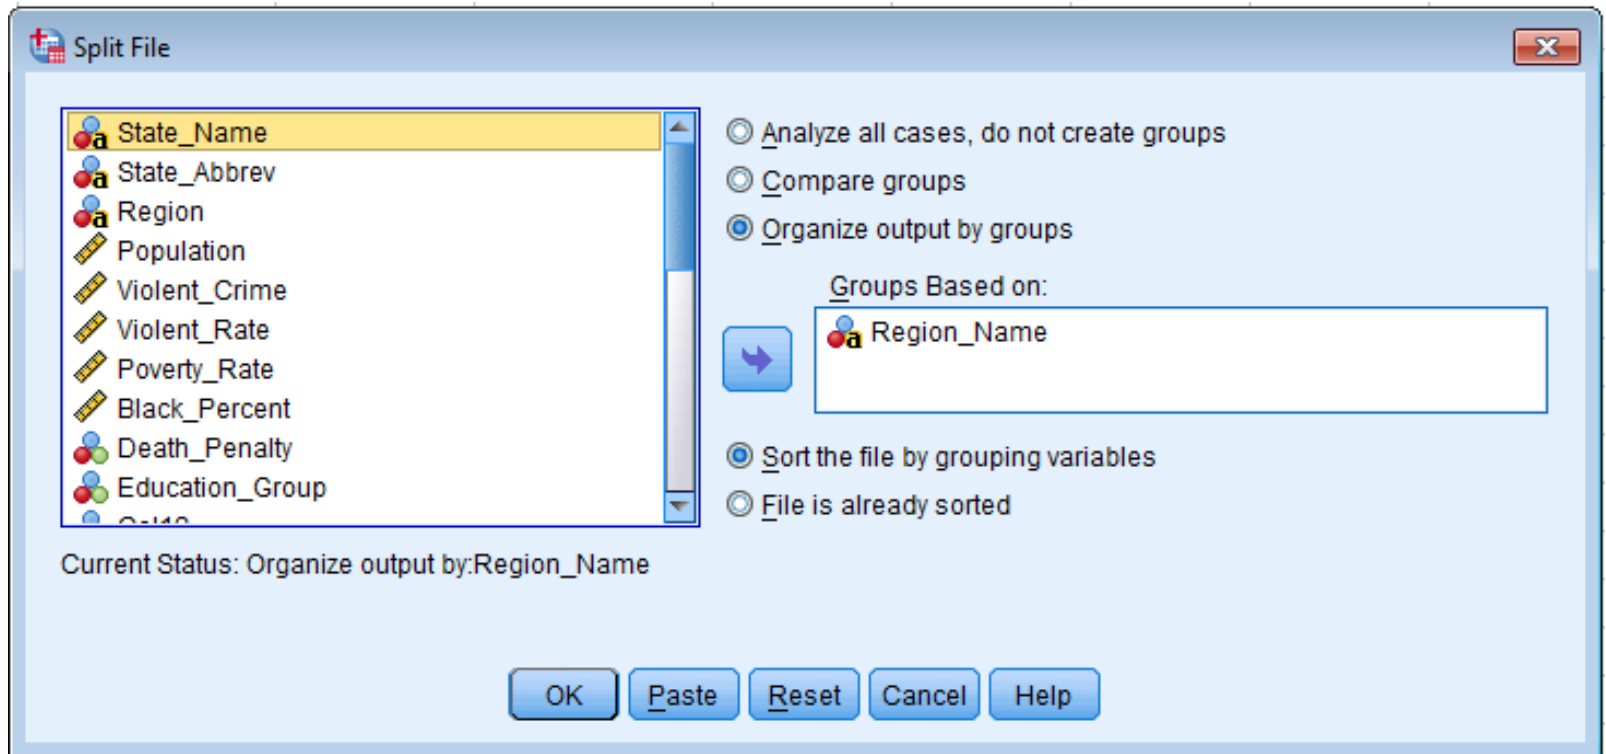 Split File
State_Name
State_Abbrev
Region
Population
Violent_Crime
Violent_Rate
Poverty_Rate
Black_Percent
Death_Penalty
Education_Group
Analyze all cases, do not create groups
Compare groups
Organize output by groups
Groups Based on:
Region_Name
Sort the file by grouping variables
File is already sorted
Current Status: Organize output by:Region_Name
OK
Paste
Reset
Cancel
Help